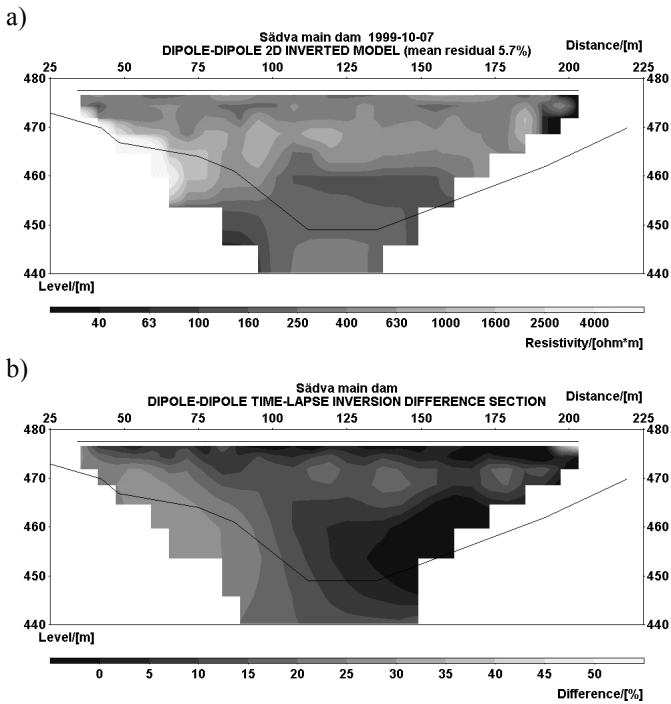 a)
Sädva main dam 1999-10-07
DIPOLE-DIPOLE 2D INVERTED MODEL (mean residual 5.7%)
Distance/[m]
25 50 75 100 125 150 175 200 225
480 480
470 470
460 460
450 450
440 440
Level/[m]
40 63 100 160 250 400 630 1000 1600 2500 4000
Resistivity/[ohm*m]
b)
Sädva main dam
DIPOLE-DIPOLE TIME-LAPSE INVERSION DIFFERENCE SECTION
Distance/[m]
25 50 75 100 125 150 175 200 225
480 480
470 470
460 460
450 450
440 440
Level/[m]
0 5 10 15 20 25 30 35 40 45 50
Difference/[%]